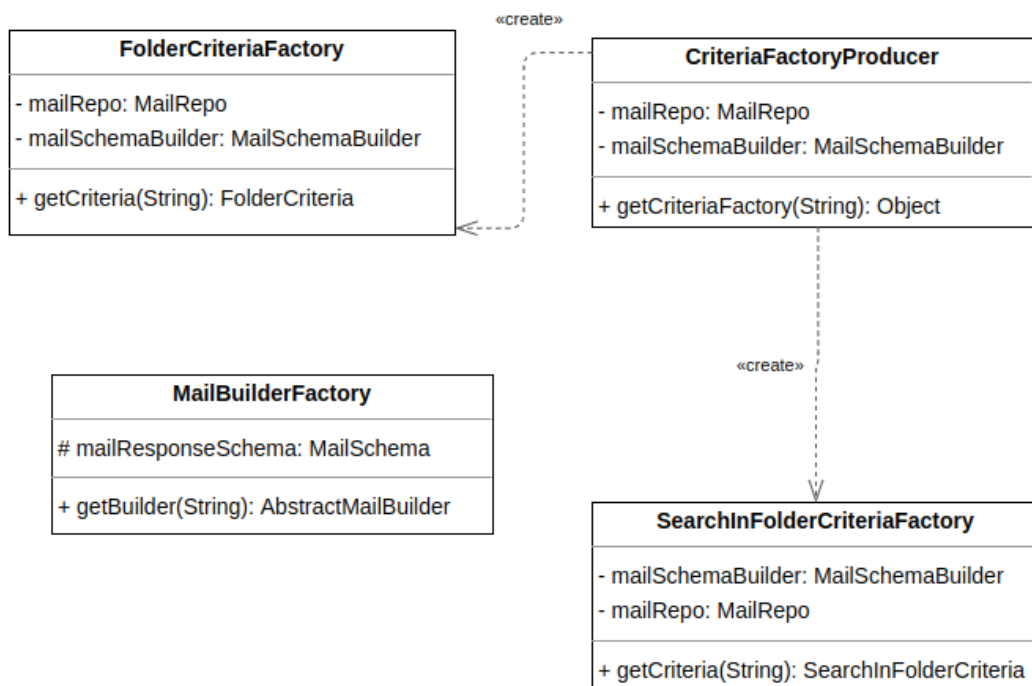 «create»
FolderCriteriaFactory
- mailRepo: MailRepo
- mailSchemaBuilder: MailSchemaBuilder
+ getCriteria(String): FolderCriteria
CriteriaFactoryProducer
- mailRepo: MailRepo
- mailSchemaBuilder: MailSchemaBuilder
+ getCriteriaFactory(String): Object
«create»
MailBuilderFactory
# mailResponseSchema: MailSchema
+ getBuilder(String): AbstractMailBuilder
SearchInFolderCriteriaFactory
- mailSchemaBuilder: MailSchemaBuilder
- mailRepo: MailRepo
+ getCriteria(String): SearchInFolderCriteria